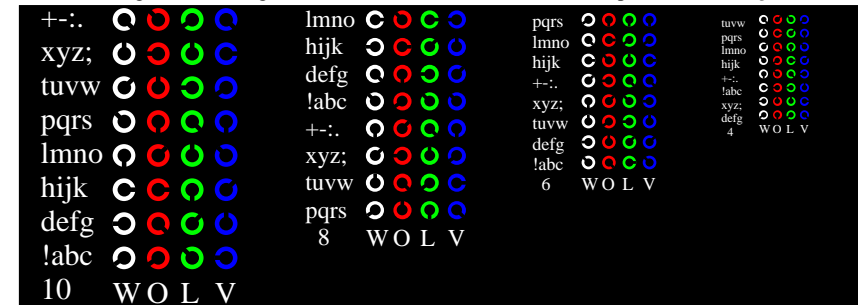 +-:.
xyz;
tuvw
pqrs
lmno
hijk
defg
!abc
10 W O L V
lmno
hijk
defg
!abc
+-:.
xyz;
tuvw
pqrs
8 W O L V
pqrs
lmno
hijk
+-:.
xyz;
tuvw
defg
!abc
6 W O L V
tuvw
pqrs
lmno
hijk
+-:.
!abc
xyz;
defg
4 W O L V